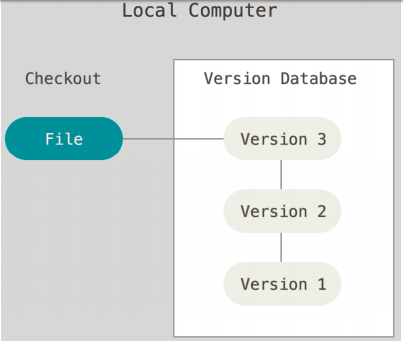 Local Computer
Checkout
Version Database
File
Version 3
Version 2
Version 1